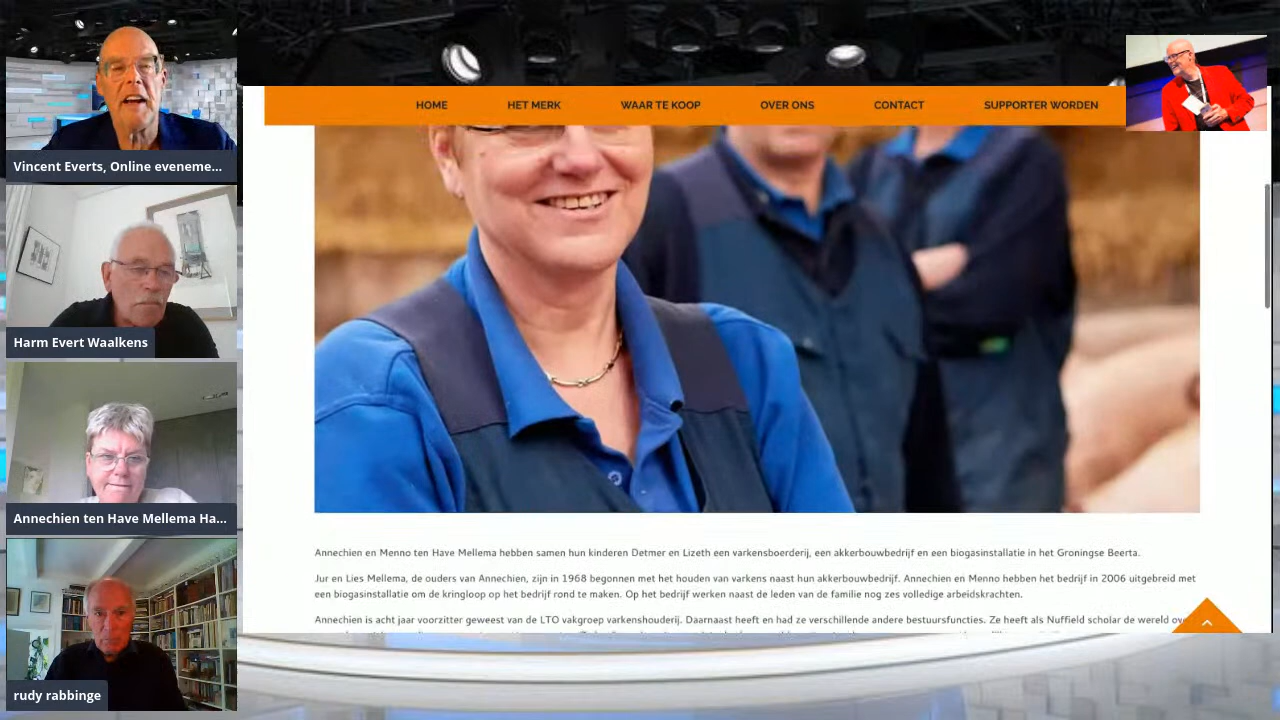 Vincent Everts, Online eveneme...
Harm Evert Waalkens
Annechien ten Have Mellema Ha...
rudy rabbinge
HOME HET MERK WAAR TE KOOP OVER ONS CONTACT SUPPORTER WORDEN
Annechien en Menno ten Have Mellema hebben samen hun kinderen Detmer en Lizeth een varkensboerderij, een akkerbouwbedrijf en een biogasinstallatie in het Groningse Beerta.
Jur en Lies Mellema, de ouders van Annechien, zijn in 1968 begonnen met het houden van varkens naast hun akkerbouwbedrijf. Annechien en Menno hebben het bedrijf in 2006 uitgebreid met
een biogasinstallatie om de kringloop op het bedrijf rond te maken. Op het bedrijf werken naast de leden van de familie nog zes volledige arbeidskrachten.
Annechien is acht jaar voorzitter geweest van de LTO vakgroep varkenshouderij. Daarnaast heeft en had ze verschillende andere bestuursfuncties. Ze heeft als Nuffield scholar de wereld